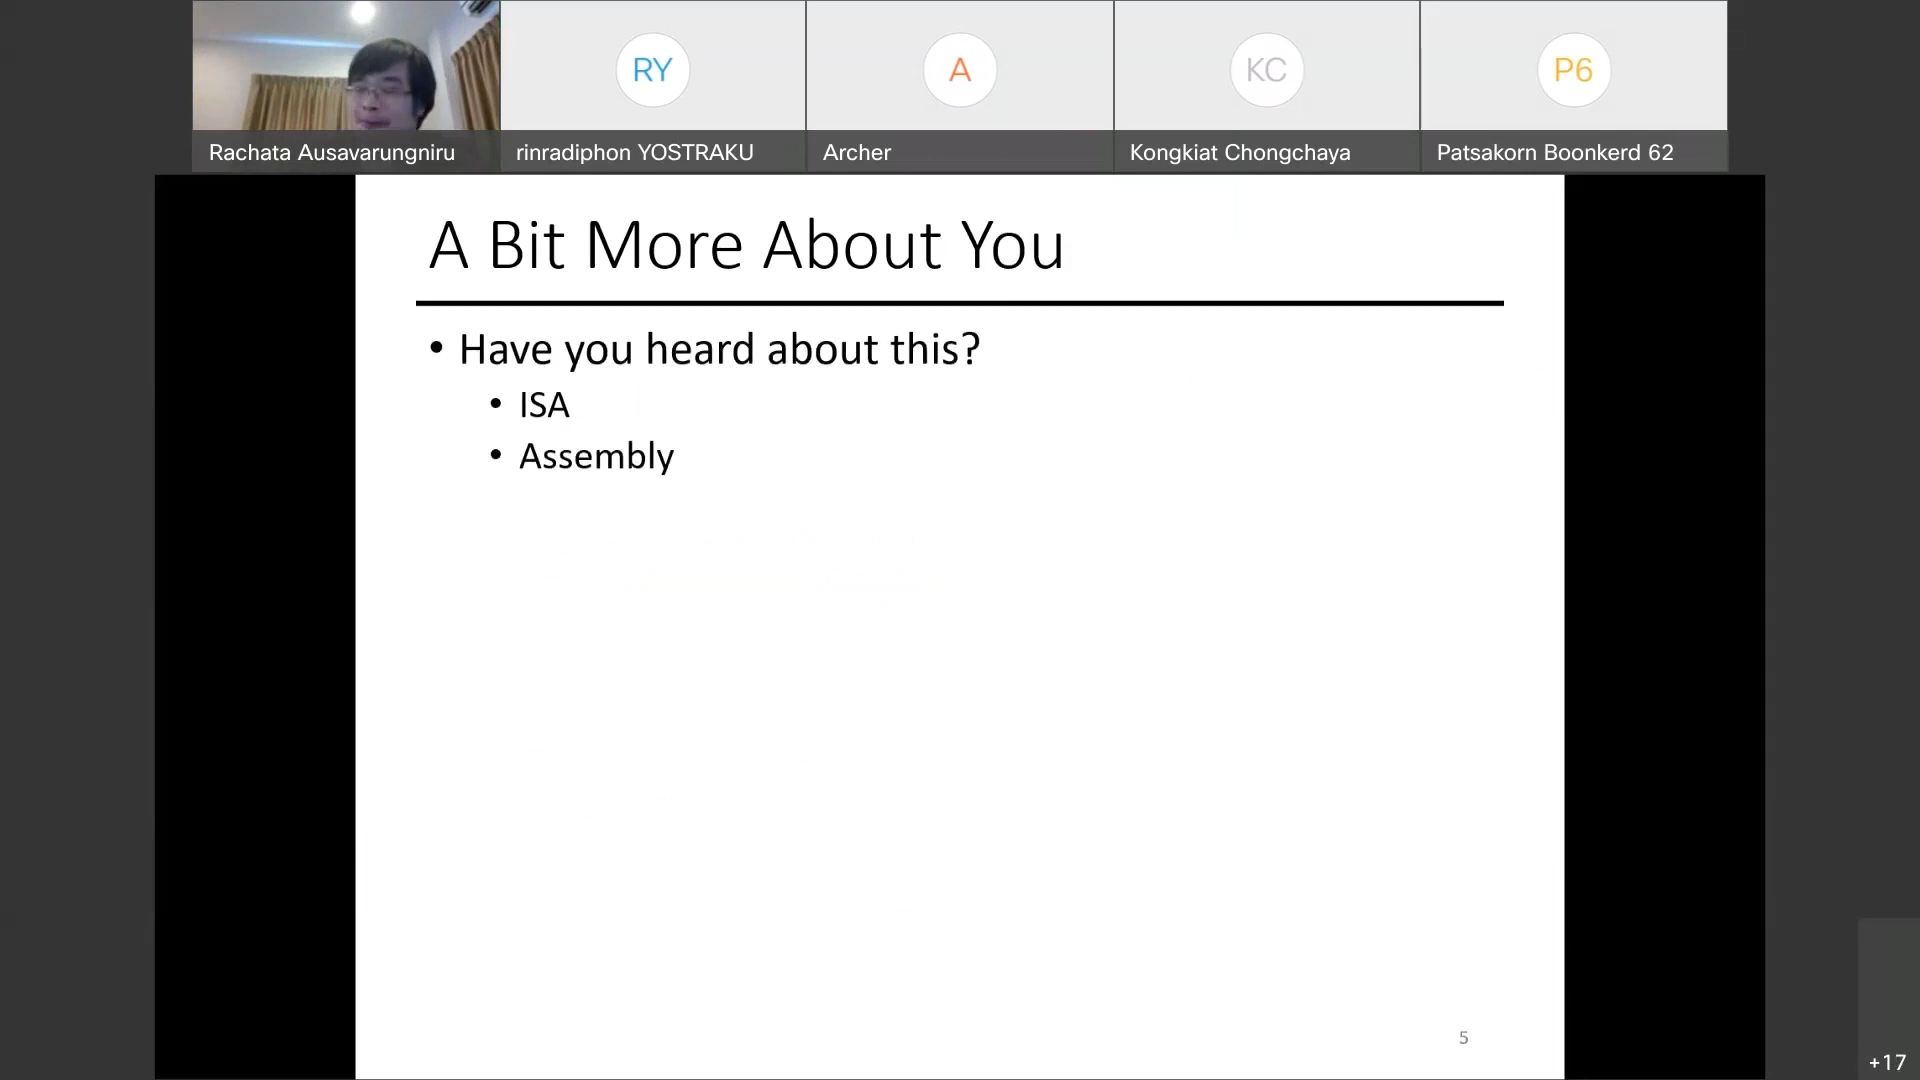 RY
A
KC
P6
Rachata Ausavarungniru
rinradiphon YOSTRAKU
Archer
Kongkiat Chongchaya
Patsakorn Boonkerd 62
A Bit More About You
• Have you heard about this?
• ISA
• Assembly
5
+17